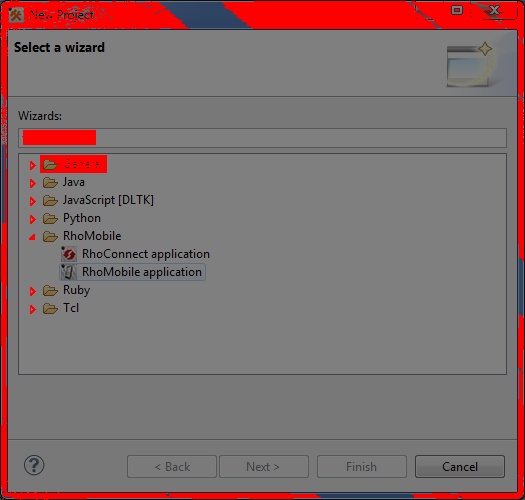 New Project
Select a wizard
Wizards:
General
Java
JavaScript [DLTK]
Python
RhoMobile
RhoConnect application
RhoMobile application
Ruby
Tcl
?
< Back
Next >
Finish
Cancel